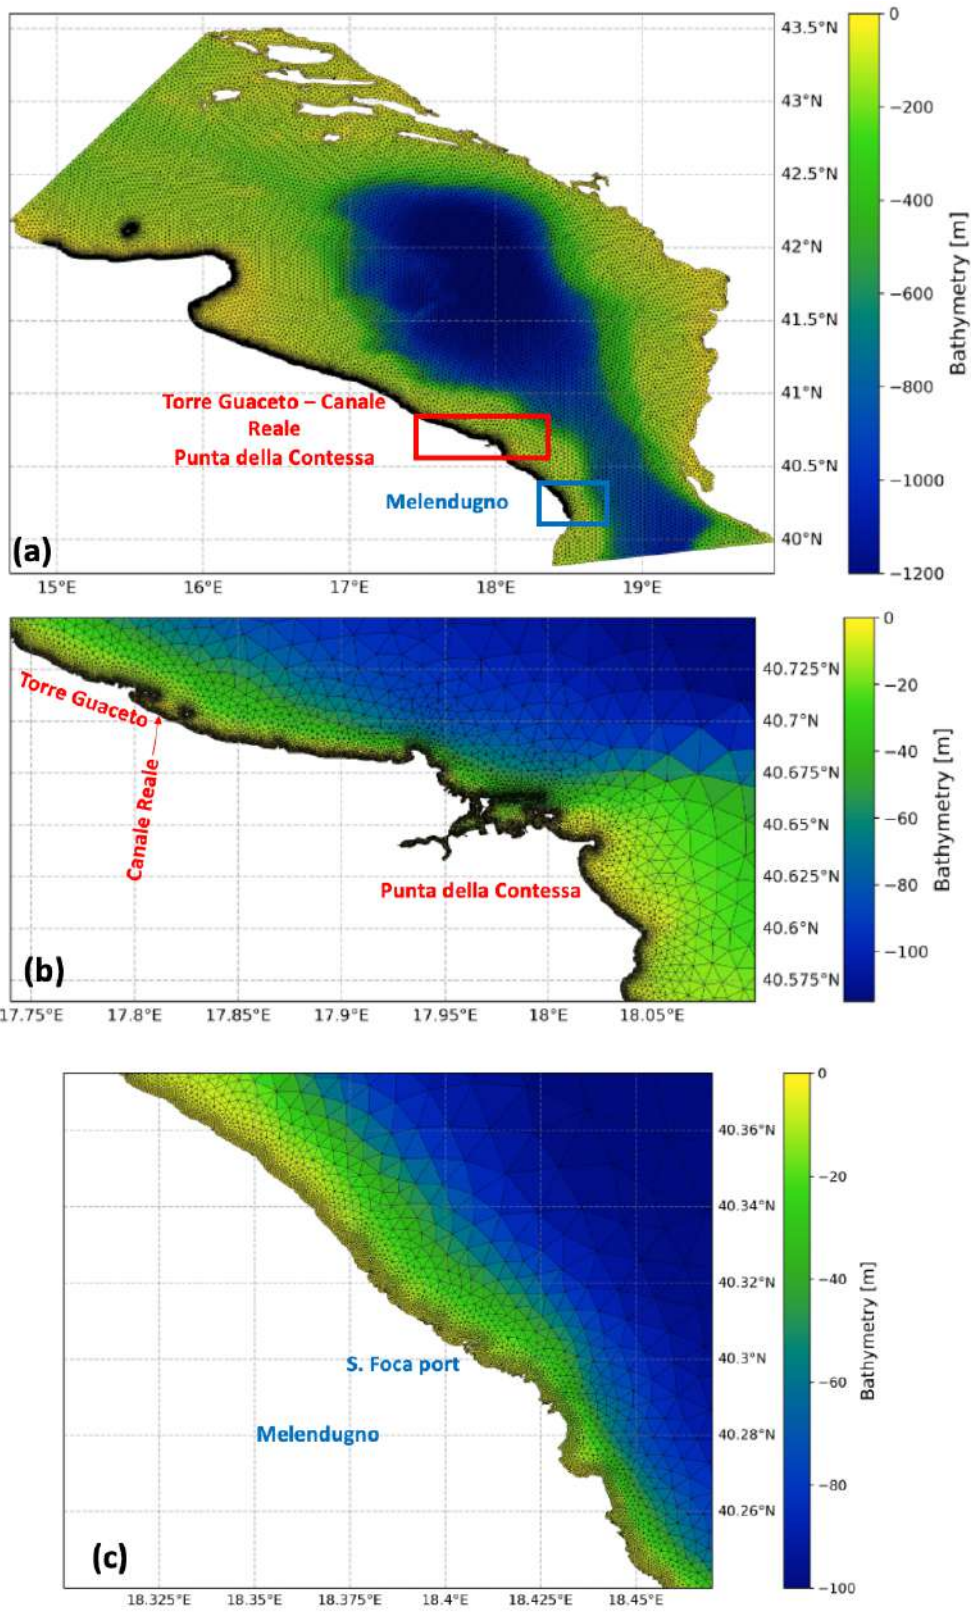 0
43.5°N
43°N
−200
42.5°N
−400
42°N
−600
41.5°N
41°N
−800
Torre Guaceto – Canale
Reale
Punta della Contessa
40.5°N
−1000
Melendugno
40°N
(a)
−1200
15°E 16°E 17°E 18°E 19°E
Bathymetry [m]
0
40.725°N
−20
Torre Guaceto
40.7°N
−40
40.675°N
Canale Reale
40.65°N
−60
Punta della Contessa
40.625°N
−80
40.6°N
−100
(b)
40.575°N
17.75°E 17.8°E 17.85°E 17.9°E 17.95°E 18°E 18.05°E
Bathymetry [m]
0
40.36°N
−20
40.34°N
−40
40.32°N
S. Foca port
40.3°N
−60
Melendugno
40.28°N
−80
40.26°N
(c)
−100
18.325°E 18.35°E 18.375°E 18.4°E 18.425°E 18.45°E
Bathymetry [m]